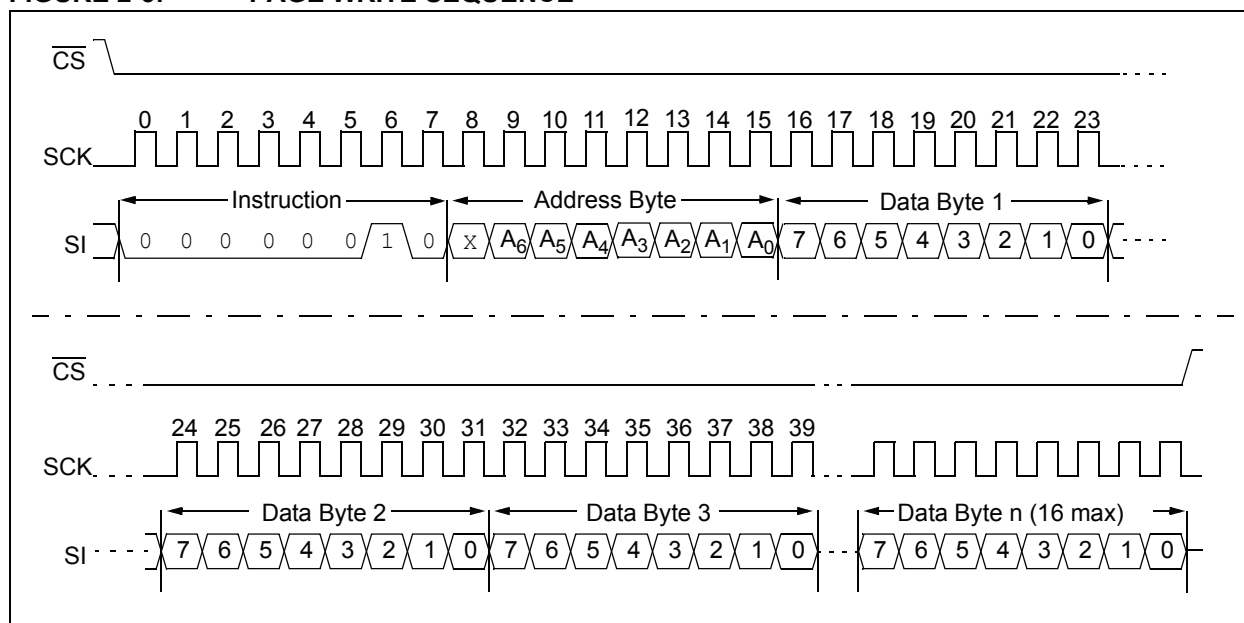 FIGURE 2-3: PAGE WRITE SEQUENCE
CS
0 1 2 3 4 5 6 7 8 9 10 11 12 13 14 15 16 17 18 19 20 21 22 23
SCK
Instruction Address Byte Data Byte 1
SI 0 0 0 0 0 0 1 0 X A6 A5 A4 A3 A2 A1 A0 7 6 5 4 3 2 1 0
CS
24 25 26 27 28 29 30 31 32 33 34 35 36 37 38 39
SCK
Data Byte 2 Data Byte 3 Data Byte n (16 max)
SI 7 6 5 4 3 2 1 0 7 6 5 4 3 2 1 0 7 6 5 4 3 2 1 0